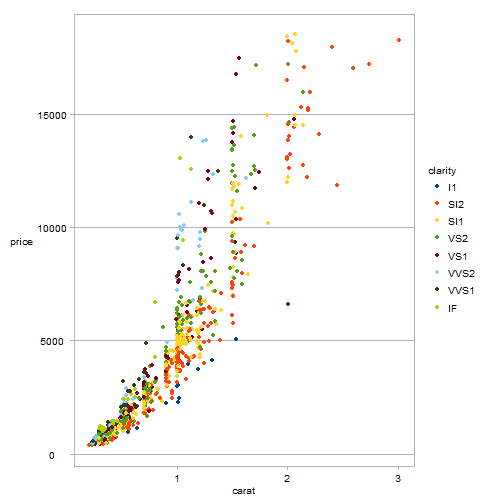 15000
10000
5000
0
price
1
2
3
carat
clarity
I1
SI2
SI1
VS2
VS1
VVS2
VVS1
IF